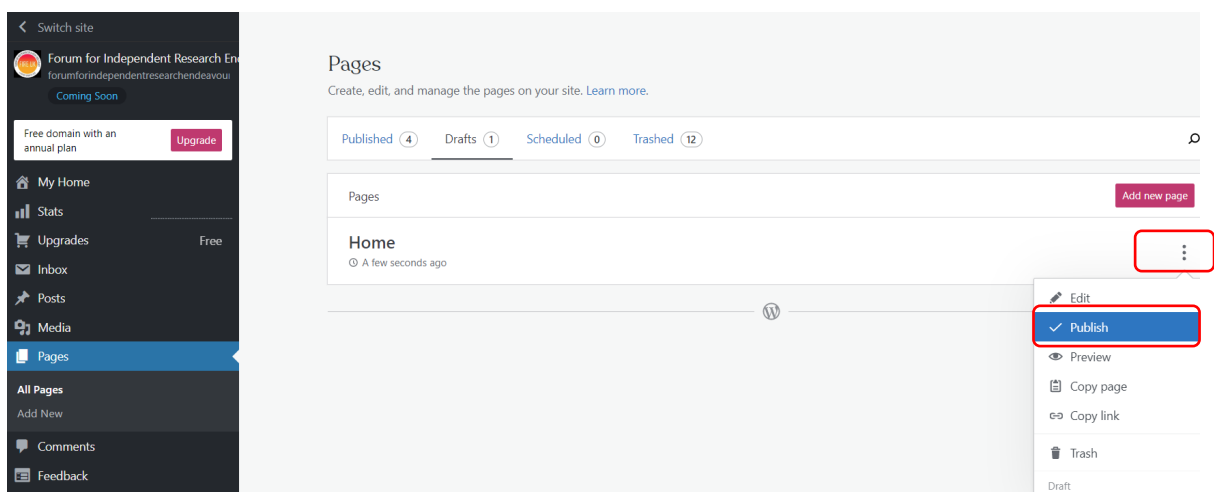 Switch site
Forum for Independent Research En
forumforindependentresearchendeavou
Coming Soon
Free domain with an
annual plan
Upgrade
My Home
Stats
Upgrades
Free
Inbox
Posts
Media
Pages
All Pages
Add New
Comments
Feedback
Pages
Create, edit, and manage the pages on your site. Learn more.
Published 4 Drafts 1 Scheduled 0 Trashed 12
Pages
Add new page
Home
A few seconds ago
Edit
Publish
Preview
Copy page
Copy link
Trash
Draft